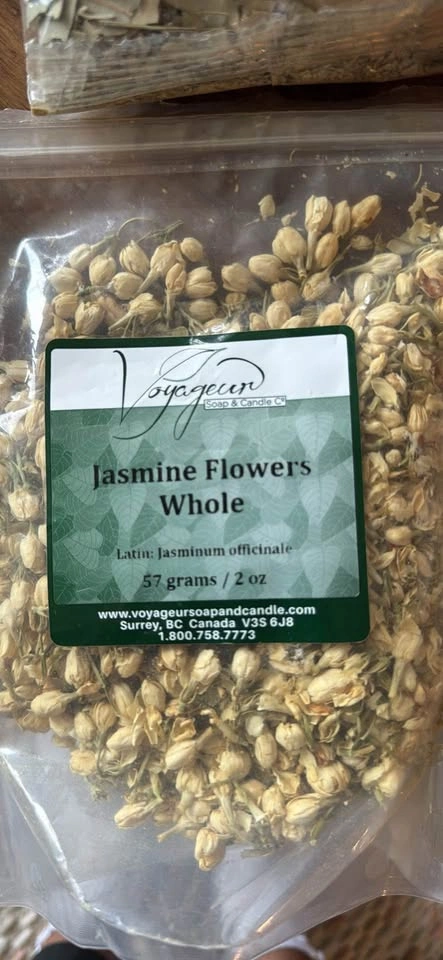 Voyageur
Soap & Candle Cº
Jasmine Flowers
Whole
Latin: Jasminum officinale
57 grams / 2 oz
www.voyageursoapandcandle.com
Surrey, BC Canada V3S 6J8
1.800.758.7773